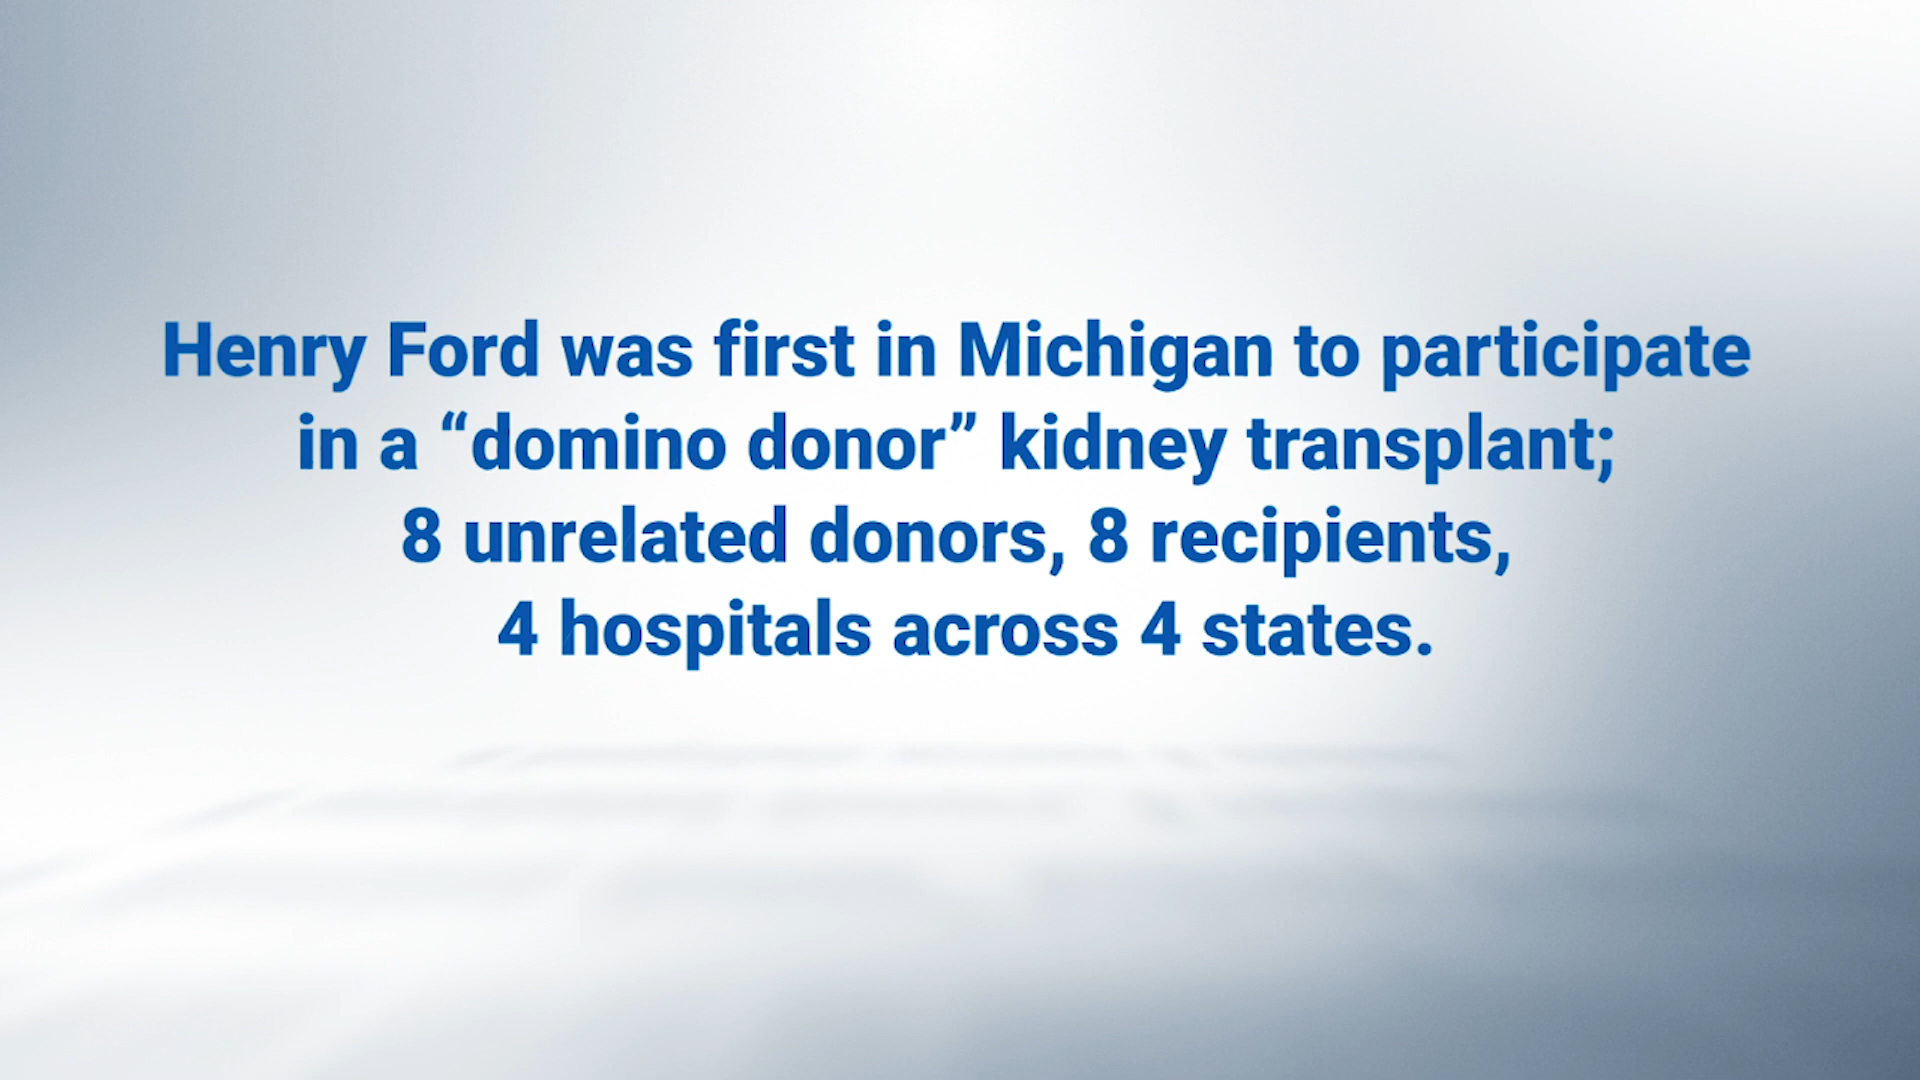 Henry Ford was first in Michigan to participate
in a “domino donor” kidney transplant;
8 unrelated donors, 8 recipients,
4 hospitals across 4 states.